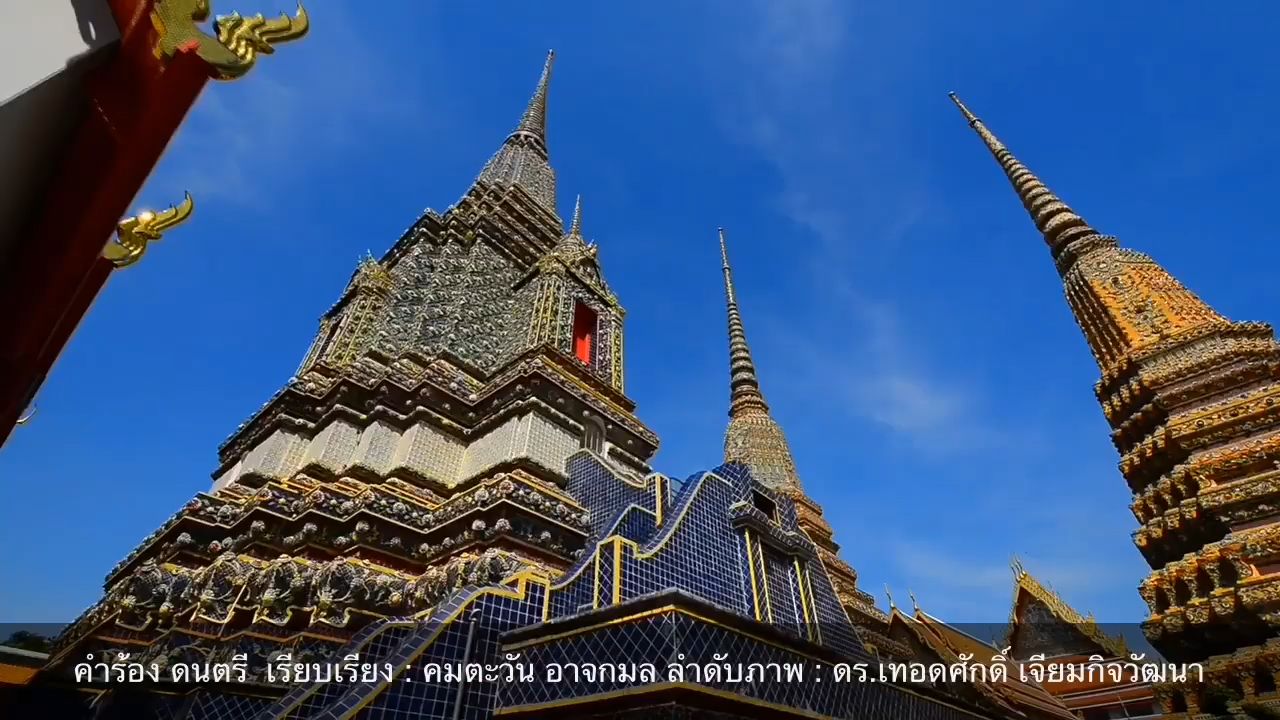 คำร้อง ดนตรี เรียบเรียง : คมตะวัน อาจกมล ลำดับภาพ : ดร.เทอดศักดิ์ เจียมกิจวัฒนา